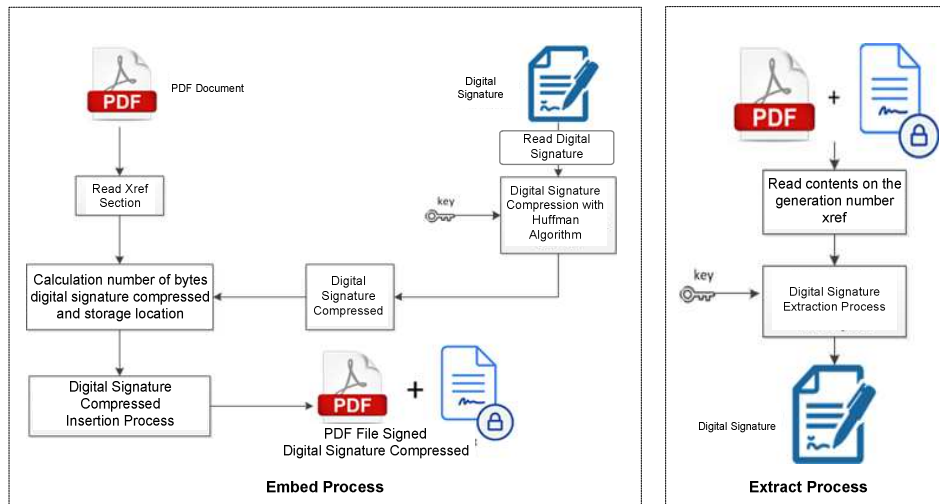 PDF
PDF Document
Digital
Signature
Read Digital
Signature
Read Xref
Section
key
Digital Signature
Compression with
Huffman
Algorithm
Calculation number of bytes
digital signature compressed
and storage location
Digital
Signature
Compressed
Digital Signature
Compressed
Insertion Process
PDF
+
PDF File Signed
Digital Signature Compressed
Embed Process
PDF
+
Read contents on the
generation number
xref
key
Digital Signature
Extraction Process
Digital Signature
Extract Process